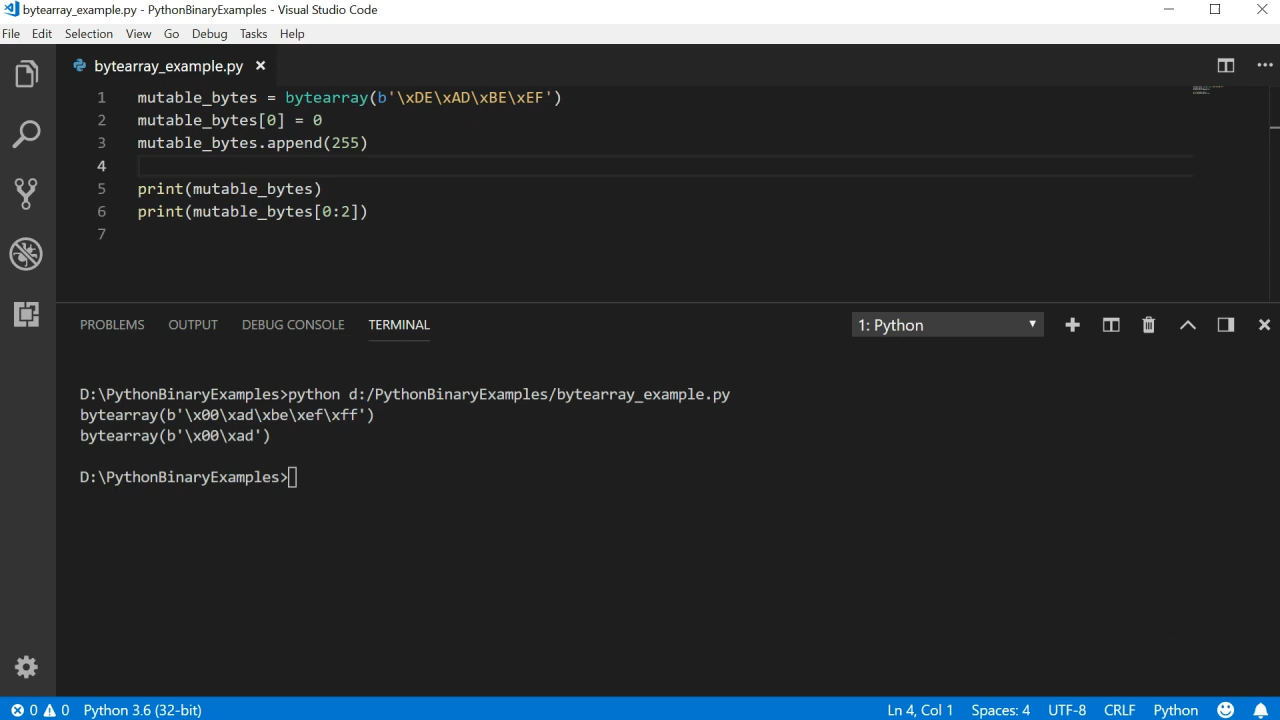 bytearray_example.py - PythonBinaryExamples - Visual Studio Code
File Edit Selection View Go Debug Tasks Help
bytearray_example.py
1 mutable_bytes = bytearray(b'\xDE\xAD\xBE\xEF')
2 mutable_bytes[0] = 0
3 mutable_bytes.append(255)
4
5 print(mutable_bytes)
6 print(mutable_bytes[0:2])
7
PROBLEMS OUTPUT DEBUG CONSOLE TERMINAL 1: Python
D:\PythonBinaryExamples>python d:/PythonBinaryExamples/bytearray_example.py
bytearray(b'\x00\xad\xbe\xef\xff')
bytearray(b'\x00\xad')
D:\PythonBinaryExamples>
0 0 Python 3.6 (32-bit) Ln 4, Col 1 Spaces: 4 UTF-8 CRLF Python